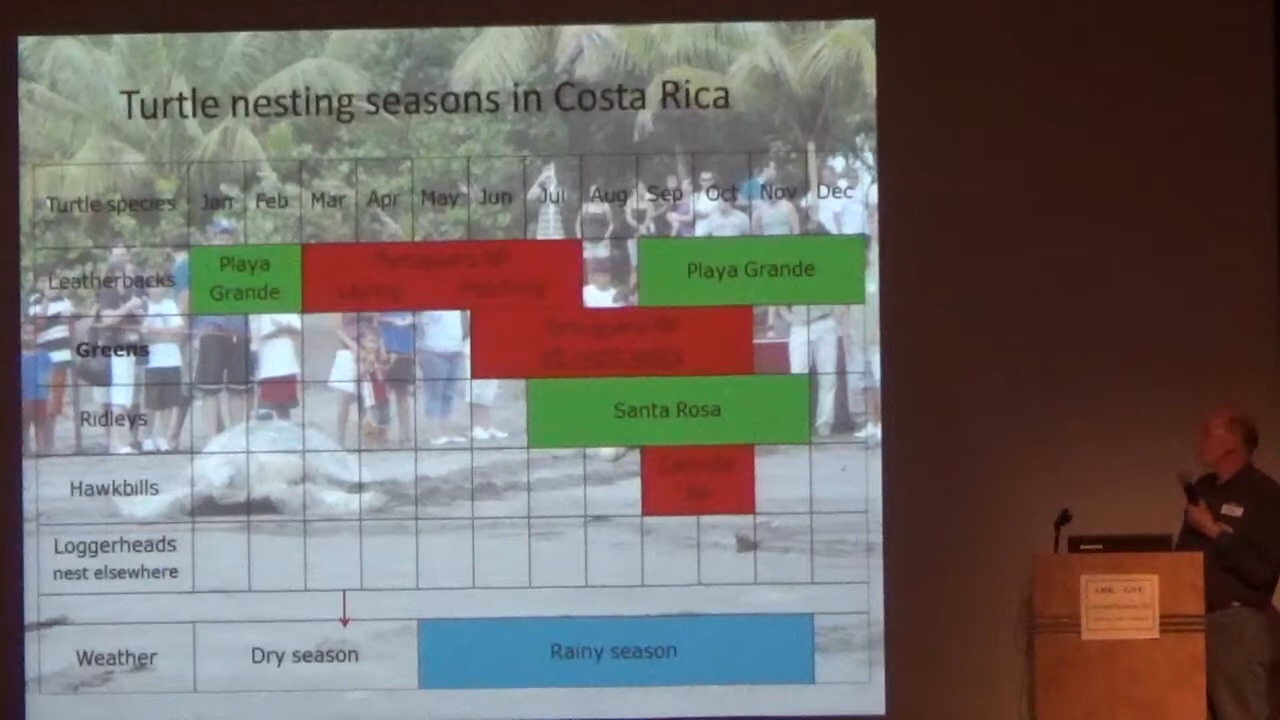 Turtle nesting seasons in Costa Rica
Turtle species Jan Feb Mar Apr May Jun Jul Aug Sep Oct Nov Dec
Leatherbacks Playa Grande Playa Grande
Greens
Ridleys Santa Rosa
Hawkbills
Loggerheads
nest elsewhere
Weather Dry season Rainy season